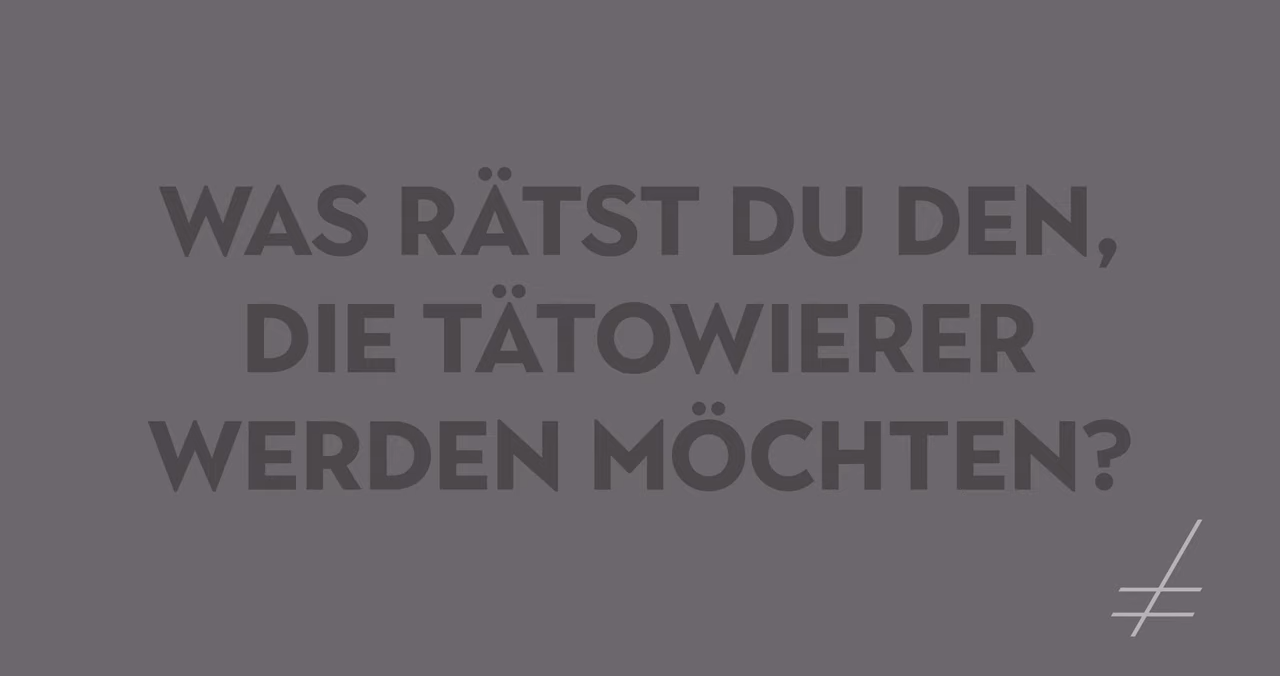 WAS RÄTST DU DEN,
DIE TÄTOWIERER
WERDEN MÖCHTEN?